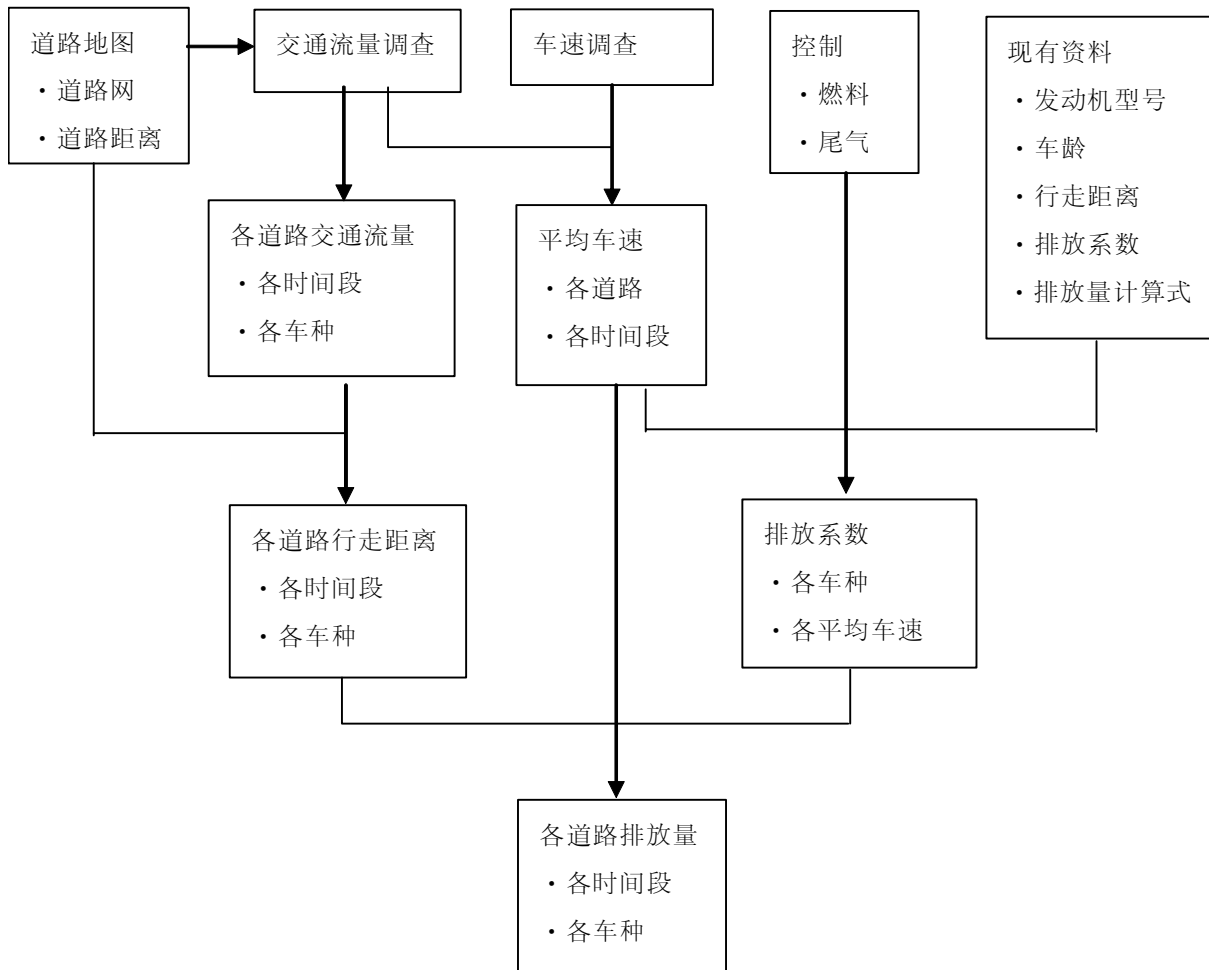 道路地图
・道路网
・道路距离
交通流量调查
车速调查
控制
・燃料
・尾气
现有资料
・发动机型号
・车龄
・行走距离
・排放系数
・排放量计算式
各道路交通流量
・各时间段
・各车种
平均车速
・各道路
・各时间段
各道路行走距离
・各时间段
・各车种
排放系数
・各车种
・各平均车速
各道路排放量
・各时间段
・各车种